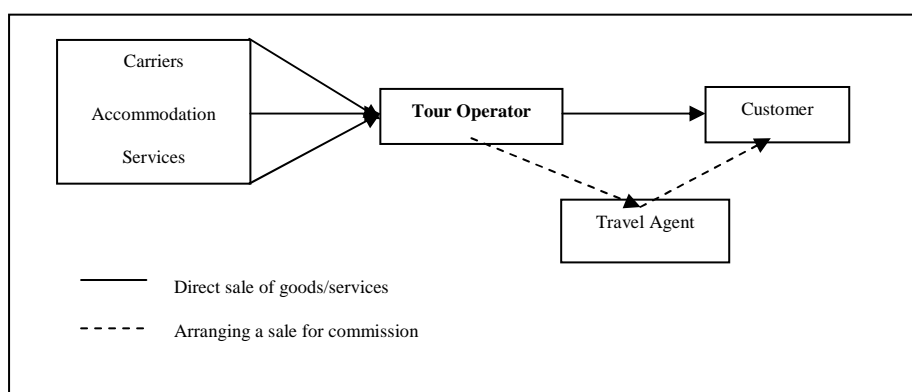 Carriers
Accommodation
Services
Tour Operator
Customer
Travel Agent
Direct sale of goods/services
Arranging a sale for commission